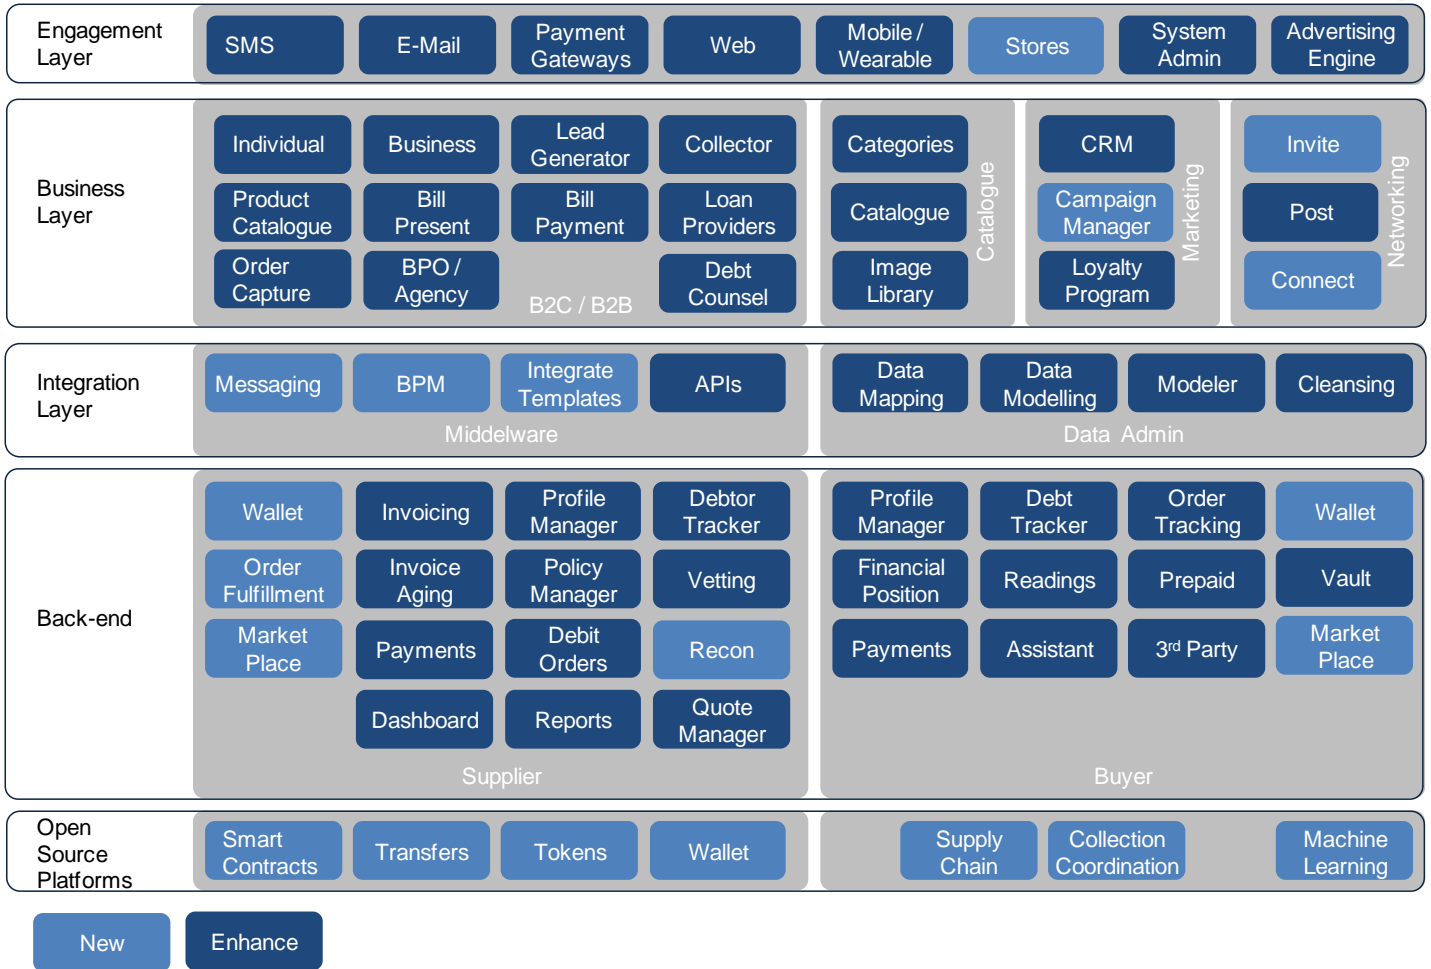 Engagement
Layer
SMS
E-Mail
Payment
Gateways
Web
Mobile /
Wearable
Stores
System
Admin
Advertising
Engine
Business
Layer
Individual
Business
Lead
Generator
Collector
Product
Catalogue
Bill
Present
Bill
Payment
Loan
Providers
Order
Capture
BPO /
Agency
B2C / B2B
Debt
Counsel
Categories
Catalogue
Image
Library
Catalogue
CRM
Campaign
Manager
Loyalty
Program
Marketing
Invite
Post
Connect
Networking
Integration
Layer
Messaging
BPM
Integrate
Templates
APIs
Middelware
Data
Mapping
Data
Modelling
Modeler
Cleansing
Data Admin
Back-end
Wallet
Invoicing
Profile
Manager
Debtor
Tracker
Order
Fulfillment
Invoice
Aging
Policy
Manager
Vetting
Market
Place
Payments
Debit
Orders
Recon
Dashboard
Reports
Quote
Manager
Supplier
Profile
Manager
Debt
Tracker
Order
Tracking
Wallet
Financial
Position
Readings
Prepaid
Vault
Payments
Assistant
3rd Party
Market
Place
Buyer
Open
Source
Platforms
Smart
Contracts
Transfers
Tokens
Wallet
Supply
Chain
Collection
Coordination
Machine
Learning
New
Enhance